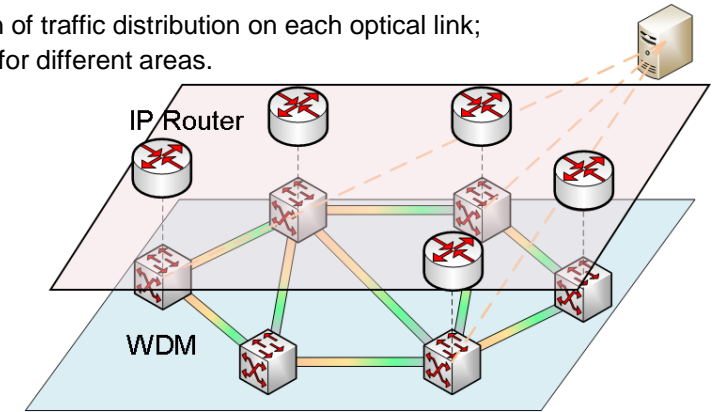 of traffic distribution on each optical link;
for different areas.
IP Router
WDM